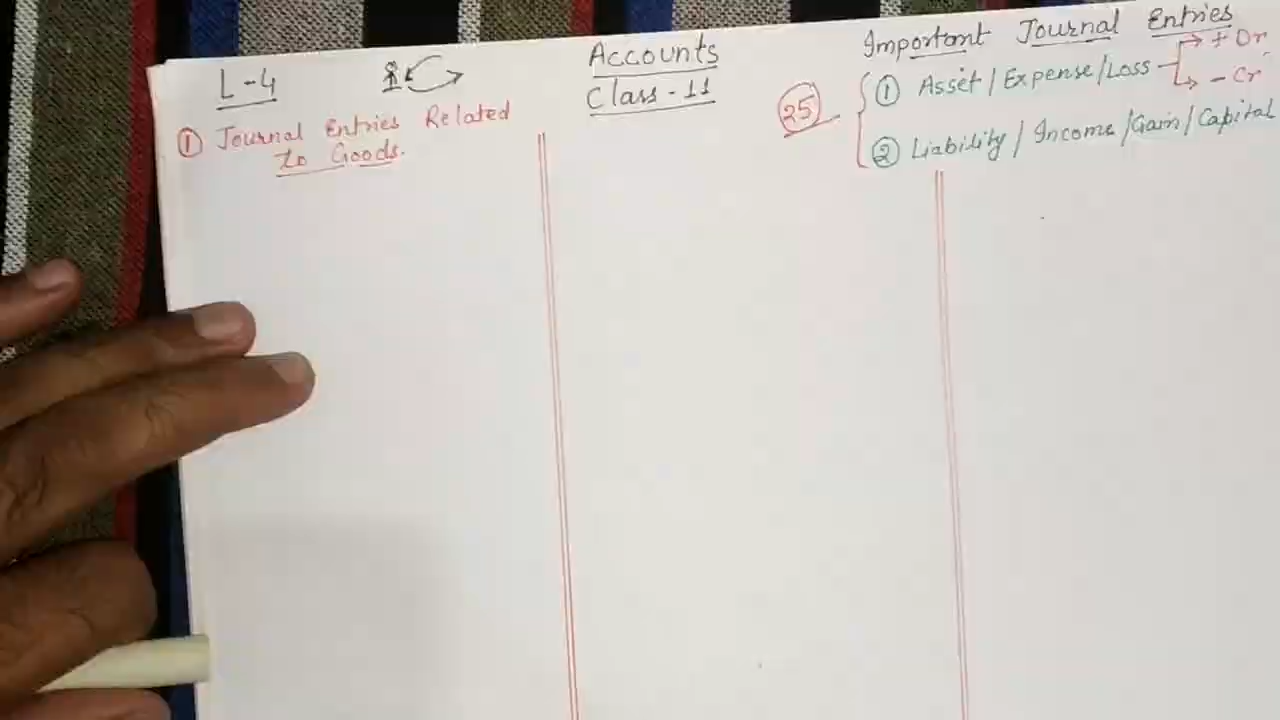 L-4
① Journal Entries Related
to Goods.
Accounts
Class-11
Important Journal Entries
25
① Asset/Expense/Loss → + Dr
→ - Cr
② Liability/Income/Gain/Capital